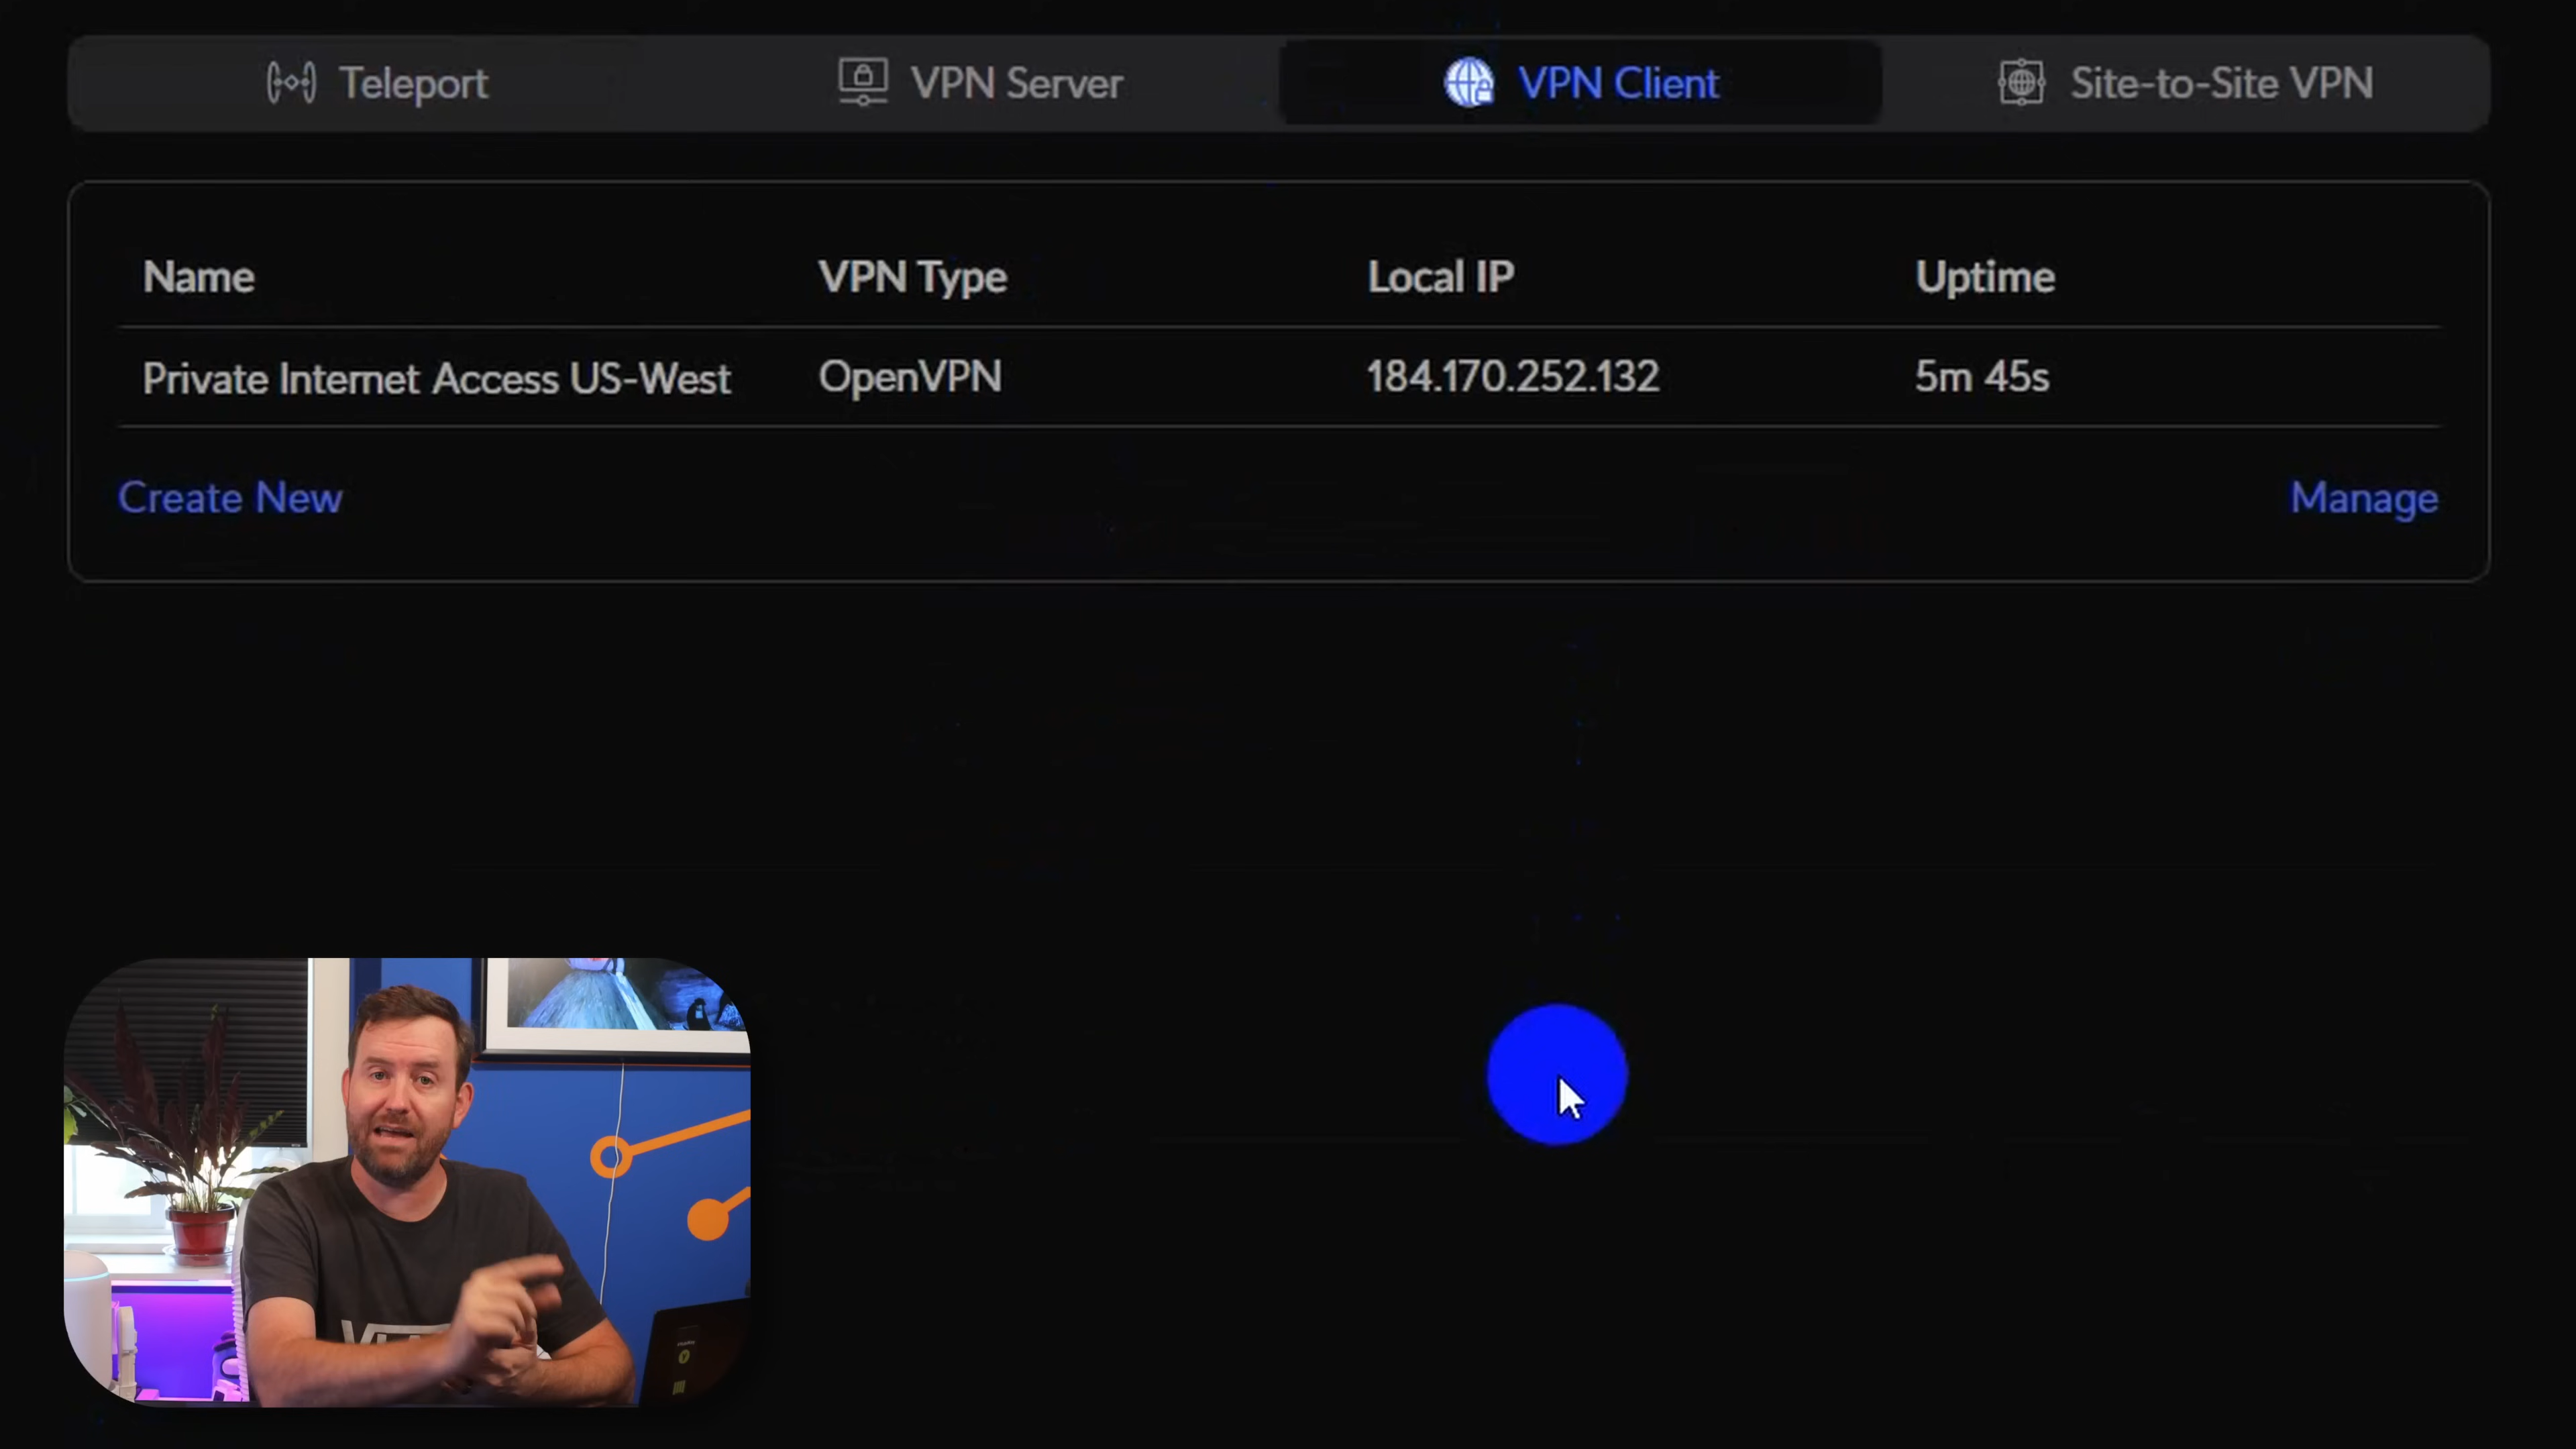 Teleport
VPN Server
VPN Client
Site-to-Site VPN
Name VPN Type Local IP Uptime
Private Internet Access US-West OpenVPN 184.170.252.132 5m 45s
Create New
Manage